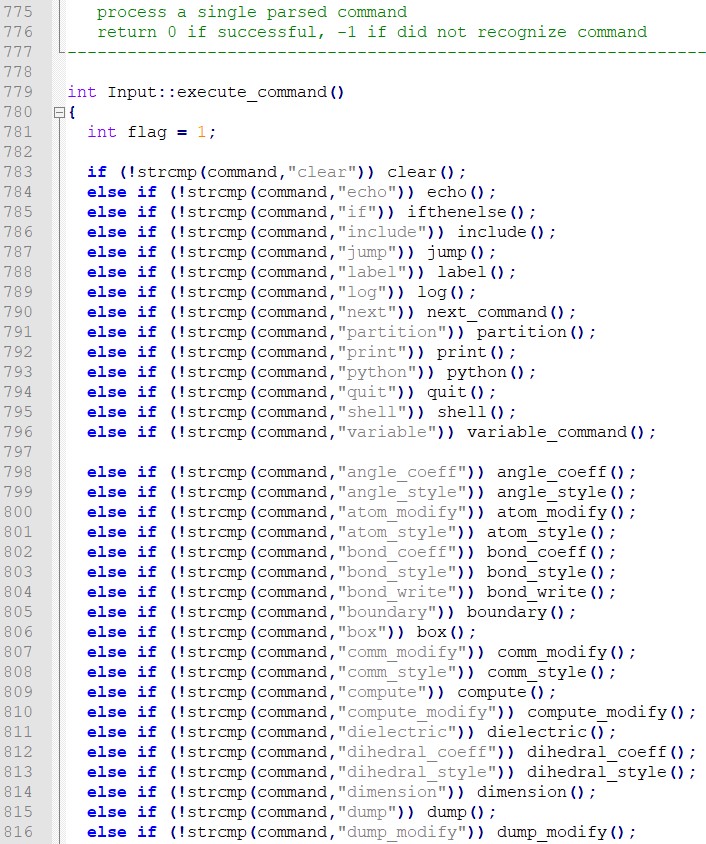 775 process a single parsed command
776 return 0 if successful, -1 if did not recognize command
777 ------------------------------------------------------------------
778
779 int Input::execute_command()
780 {
781 int flag = 1;
782
783 if (!strcmp(command,"clear")) clear();
784 else if (!strcmp(command,"echo")) echo();
785 else if (!strcmp(command,"if")) ifthenelse();
786 else if (!strcmp(command,"include")) include();
787 else if (!strcmp(command,"jump")) jump();
788 else if (!strcmp(command,"label")) label();
789 else if (!strcmp(command,"log")) log();
790 else if (!strcmp(command,"next")) next_command();
791 else if (!strcmp(command,"partition")) partition();
792 else if (!strcmp(command,"print")) print();
793 else if (!strcmp(command,"python")) python();
794 else if (!strcmp(command,"quit")) quit();
795 else if (!strcmp(command,"shell")) shell();
796 else if (!strcmp(command,"variable")) variable_command();
797
798 else if (!strcmp(command,"angle_coeff")) angle_coeff();
799 else if (!strcmp(command,"angle_style")) angle_style();
800 else if (!strcmp(command,"atom_modify")) atom_modify();
801 else if (!strcmp(command,"atom_style")) atom_style();
802 else if (!strcmp(command,"bond_coeff")) bond_coeff();
803 else if (!strcmp(command,"bond_style")) bond_style();
804 else if (!strcmp(command,"bond_write")) bond_write();
805 else if (!strcmp(command,"boundary")) boundary();
806 else if (!strcmp(command,"box")) box();
807 else if (!strcmp(command,"comm_modify")) comm_modify();
808 else if (!strcmp(command,"comm_style")) comm_style();
809 else if (!strcmp(command,"compute")) compute();
810 else if (!strcmp(command,"compute_modify")) compute_modify();
811 else if (!strcmp(command,"dielectric")) dielectric();
812 else if (!strcmp(command,"dihedral_coeff")) dihedral_coeff();
813 else if (!strcmp(command,"dihedral_style")) dihedral_style();
814 else if (!strcmp(command,"dimension")) dimension();
815 else if (!strcmp(command,"dump")) dump();
816 else if (!strcmp(command,"dump_modify")) dump_modify();